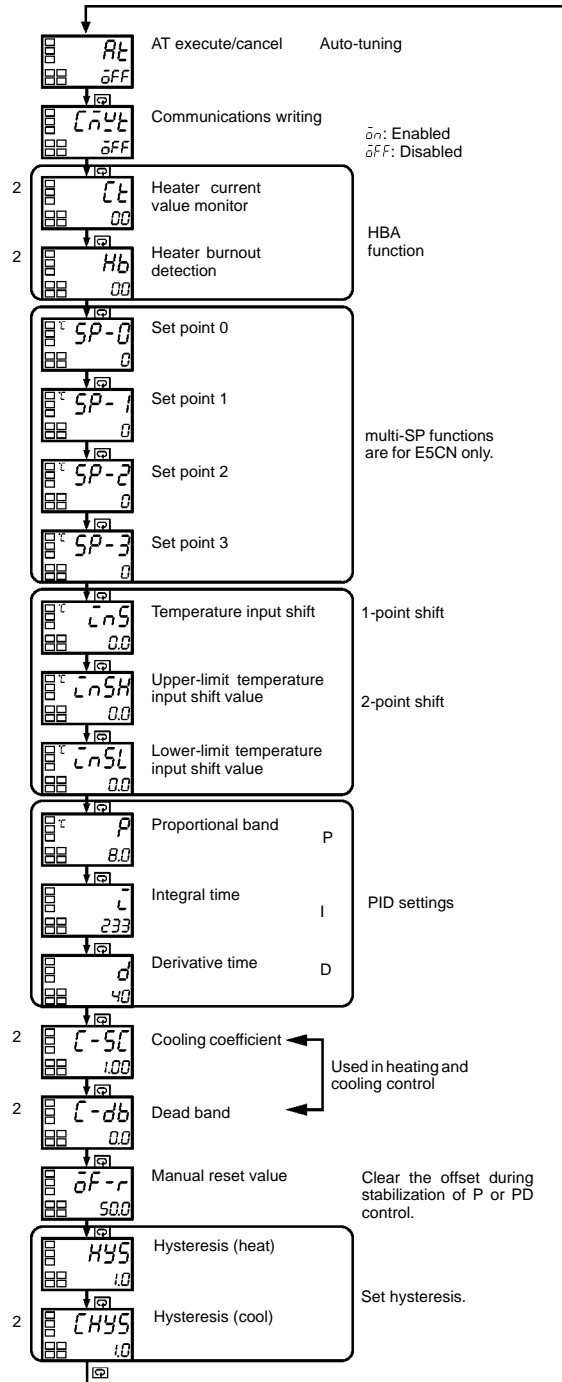 At AT execute/cancel Auto-tuning
oFF
CmWt Communications writing
oFF
on: Enabled
oFF: Disabled
2 Ct Heater current
value monitor
00
HBA
function
2 Hb Heater burnout
detection
00
°C SP-0 Set point 0
0
°C SP-1 Set point 1
0
multi-SP functions
are for E5CN only.
°C SP-2 Set point 2
0
°C SP-3 Set point 3
0
°C inS Temperature input shift 1-point shift
0.0
°C inSH Upper-limit temperature
input shift value
0.0
2-point shift
°C inSL Lower-limit temperature
input shift value
0.0
°C P Proportional band P
8.0
i Integral time I
233
PID settings
d Derivative time D
40
2 C-SC Cooling coefficient
1.00
Used in heating and
cooling control
2 C-db Dead band
0.0
oF-r Manual reset value
50.0
Clear the offset during
stabilization of P or PD
control.
HYS Hysteresis (heat)
1.0
Set hysteresis.
2 CHYS Hysteresis (cool)
1.0